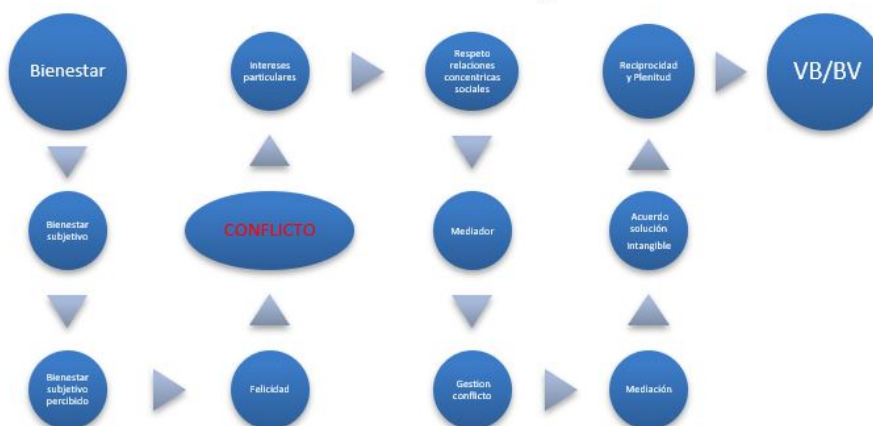 Bienestar
Bienestar
subjetivo
Bienestar
subjetivo
percibido
Felicidad
CONFLICTO
Intereses
particulares
Respeto
relaciones
concentricas
sociales
Mediador
Gestion
conflicto
Mediación
Acuerdo
solución
Intangible
Reciprocidad
y Plenitud
VB/BV